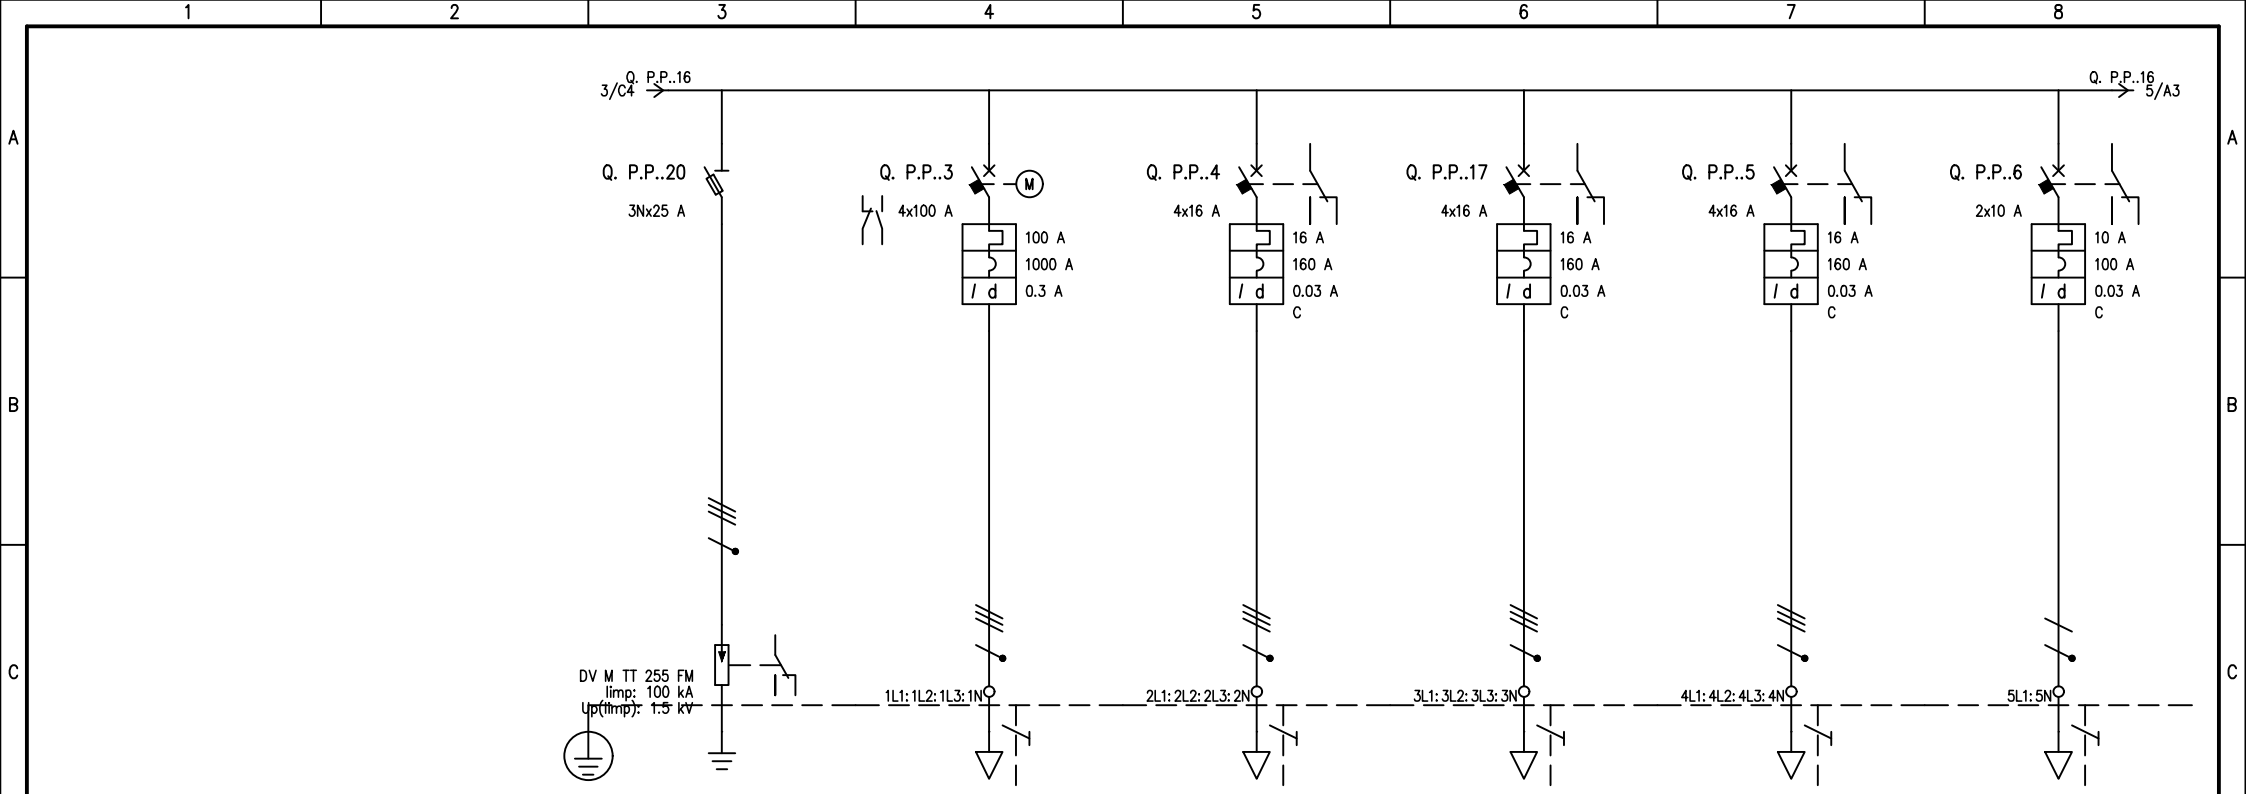 1 2 3 4 5 6 7 8
Q. P.P..16 Q. P.P..16
3/C4 5/A3
A A
Q. P.P..20 Q. P.P..3 M Q. P.P..4 Q. P.P..17 Q. P.P..5 Q. P.P..6
3Nx25 A 4x100 A 4x16 A 4x16 A 4x16 A 2x10 A
100 A 16 A 16 A 16 A 10 A
1000 A 160 A 160 A 160 A 100 A
I d 0.3 A I d 0.03 A I d 0.03 A I d 0.03 A I d 0.03 A
C C C C
B B
C C
DV M TT 255 FM
Iimp: 100 kA
Up(Iimp): 1.5 kV
1L1:1L2:1L3:1N 2L1:2L2:2L3:2N 3L1:3L2:3L3:3N 4L1:4L2:4L3:4N 5L1:5N